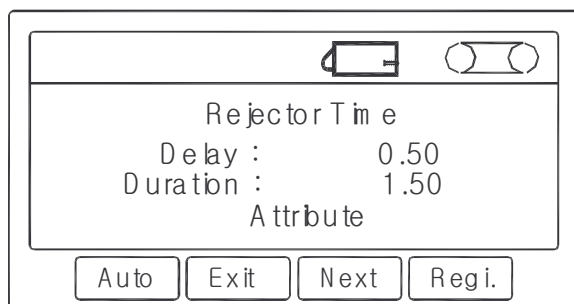 Rejector Time
Delay : 0.50
Duration : 1.50
Attribute
Auto Exit Next Regi.